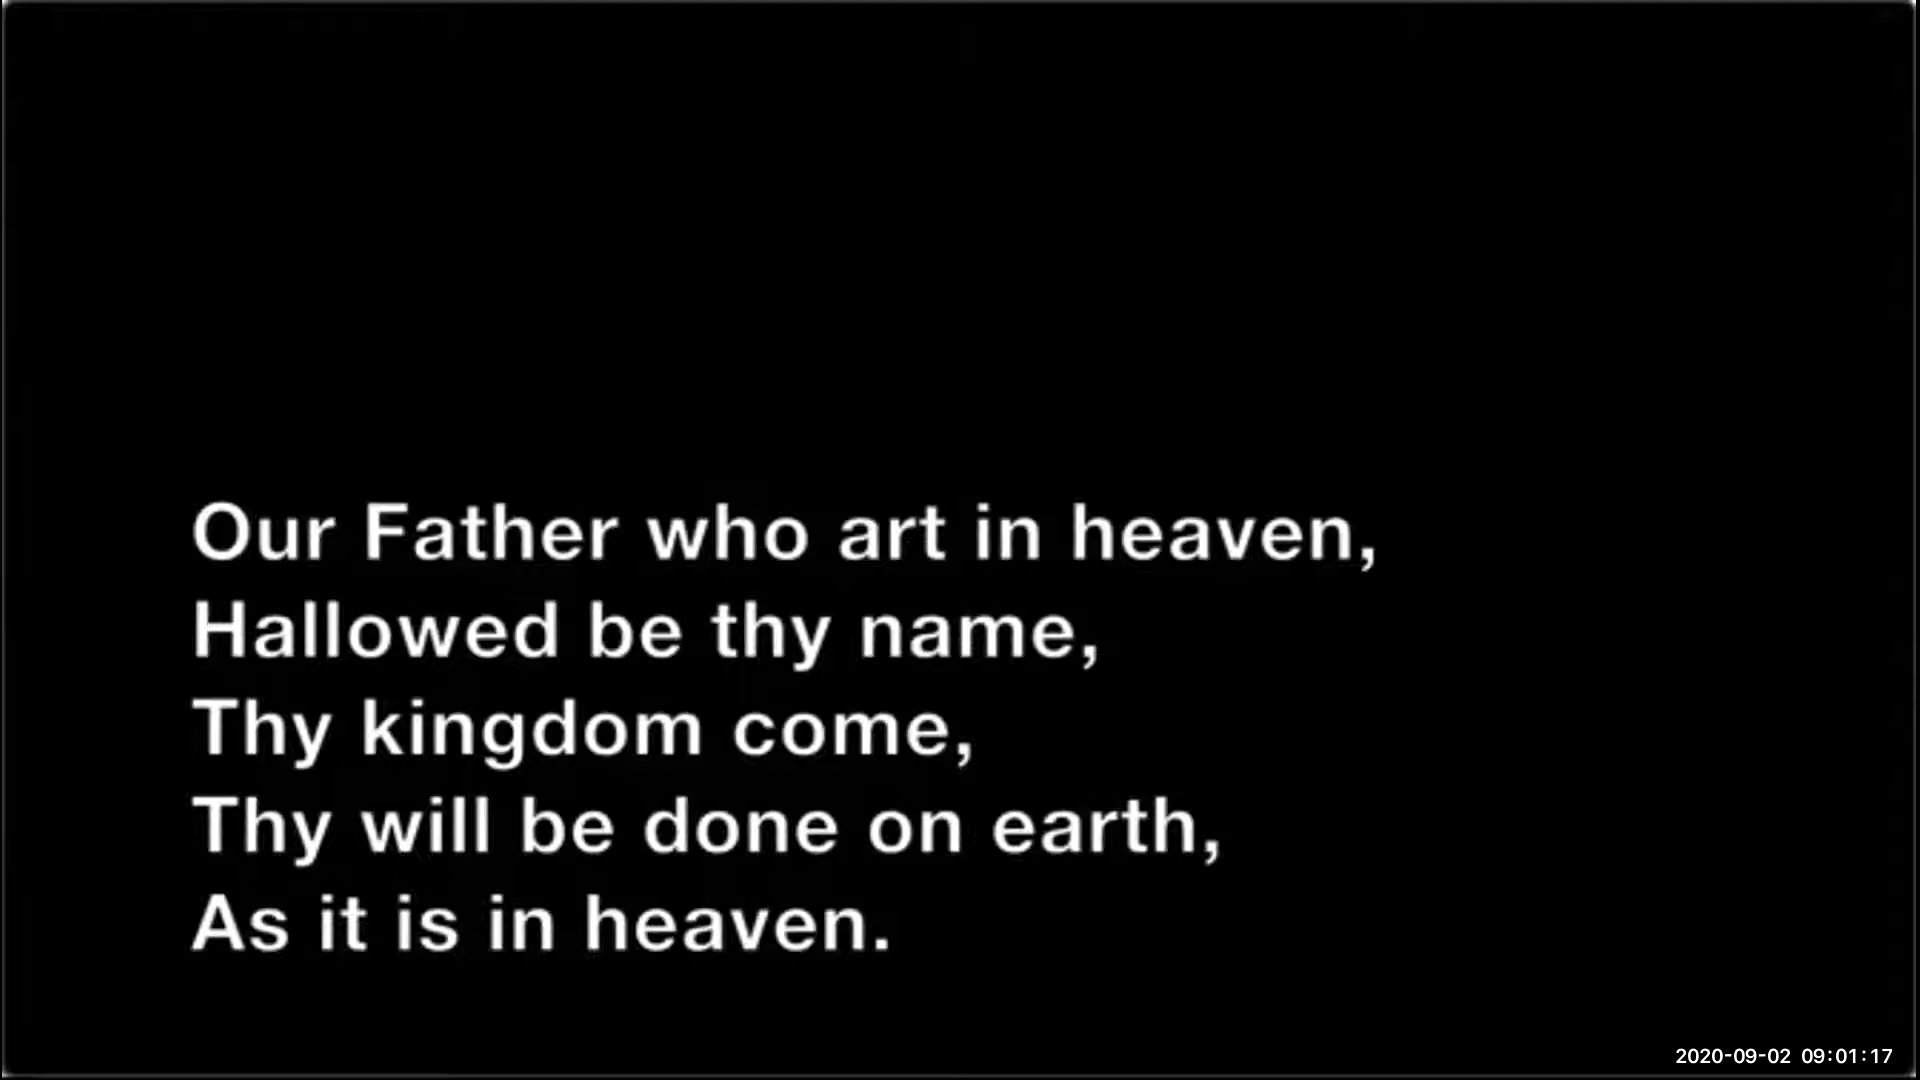 Our Father who art in heaven,
Hallowed be thy name,
Thy kingdom come,
Thy will be done on earth,
As it is in heaven.
2020-09-02 09:01:17